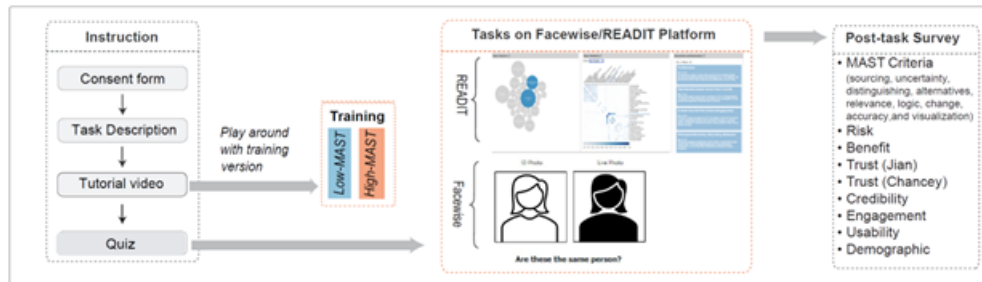 Instruction
Consent form
Task Description
Tutorial video
Quiz
Play around
with training
version
Training
Low-MAST
High-MAST
Tasks on Facewise/READIT Platform
READIT
Facewise
ID Photo
Live Photo
Are these the same person?
Post-task Survey
• MAST Criteria
(sourcing, uncertainty,
distinguishing, alternatives,
relevance, logic, change,
accuracy,and visualization)
• Risk
• Benefit
• Trust (Jian)
• Trust (Chancey)
• Credibility
• Engagement
• Usability
• Demographic